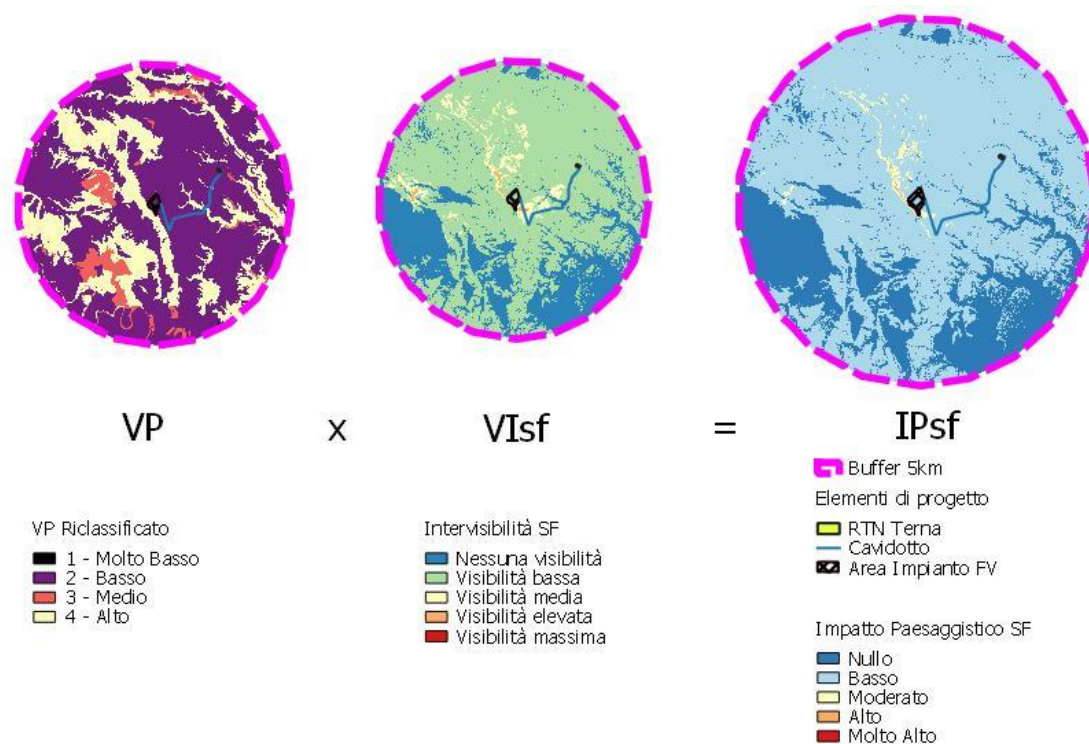 VP x VIsf = IPsf
VP Riclassificato
1 - Molto Basso
2 - Basso
3 - Medio
4 - Alto
Intervisibilità SF
Nessuna visibilità
Visibilità bassa
Visibilità media
Visibilità elevata
Visibilità massima
Buffer 5km
Elementi di progetto
RTN Terna
Cavidotto
Area Impianto FV
Impatto Paesaggistico SF
Nullo
Basso
Moderato
Alto
Molto Alto